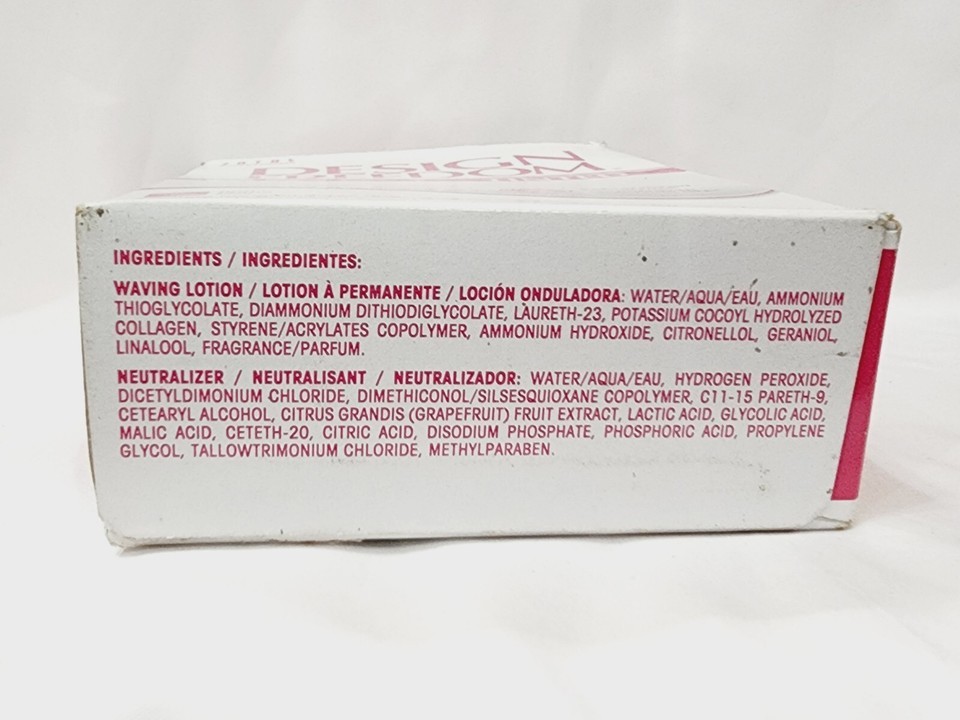 ZOTOS
DESIGN
FREEDOM
INGREDIENTS / INGREDIENTES:
WAVING LOTION / LOTION À PERMANENTE / LOCIÓN ONDULADORA: WATER/AQUA/EAU, AMMONIUM
THIOGLYCOLATE, DIAMMONIUM DITHIODIGLYCOLATE, LAURETH-23, POTASSIUM COCOYL HYDROLYZED
COLLAGEN, STYRENE/ACRYLATES COPOLYMER, AMMONIUM HYDROXIDE, CITRONELLOL, GERANIOL,
LINALOOL, FRAGRANCE/PARFUM.
NEUTRALIZER / NEUTRALISANT / NEUTRALIZADOR: WATER/AQUA/EAU, HYDROGEN PEROXIDE,
DICETYLDIMONIUM CHLORIDE, DIMETHICONOL/SILSESQUIOXANE COPOLYMER, C11-15 PARETH-9,
CETEARYL ALCOHOL, CITRUS GRANDIS (GRAPEFRUIT) FRUIT EXTRACT, LACTIC ACID, GLYCOLIC ACID,
MALIC ACID, CETETH-20, CITRIC ACID, DISODIUM PHOSPHATE, PHOSPHORIC ACID, PROPYLENE
GLYCOL, TALLOWTRIMONIUM CHLORIDE, METHYLPARABEN.